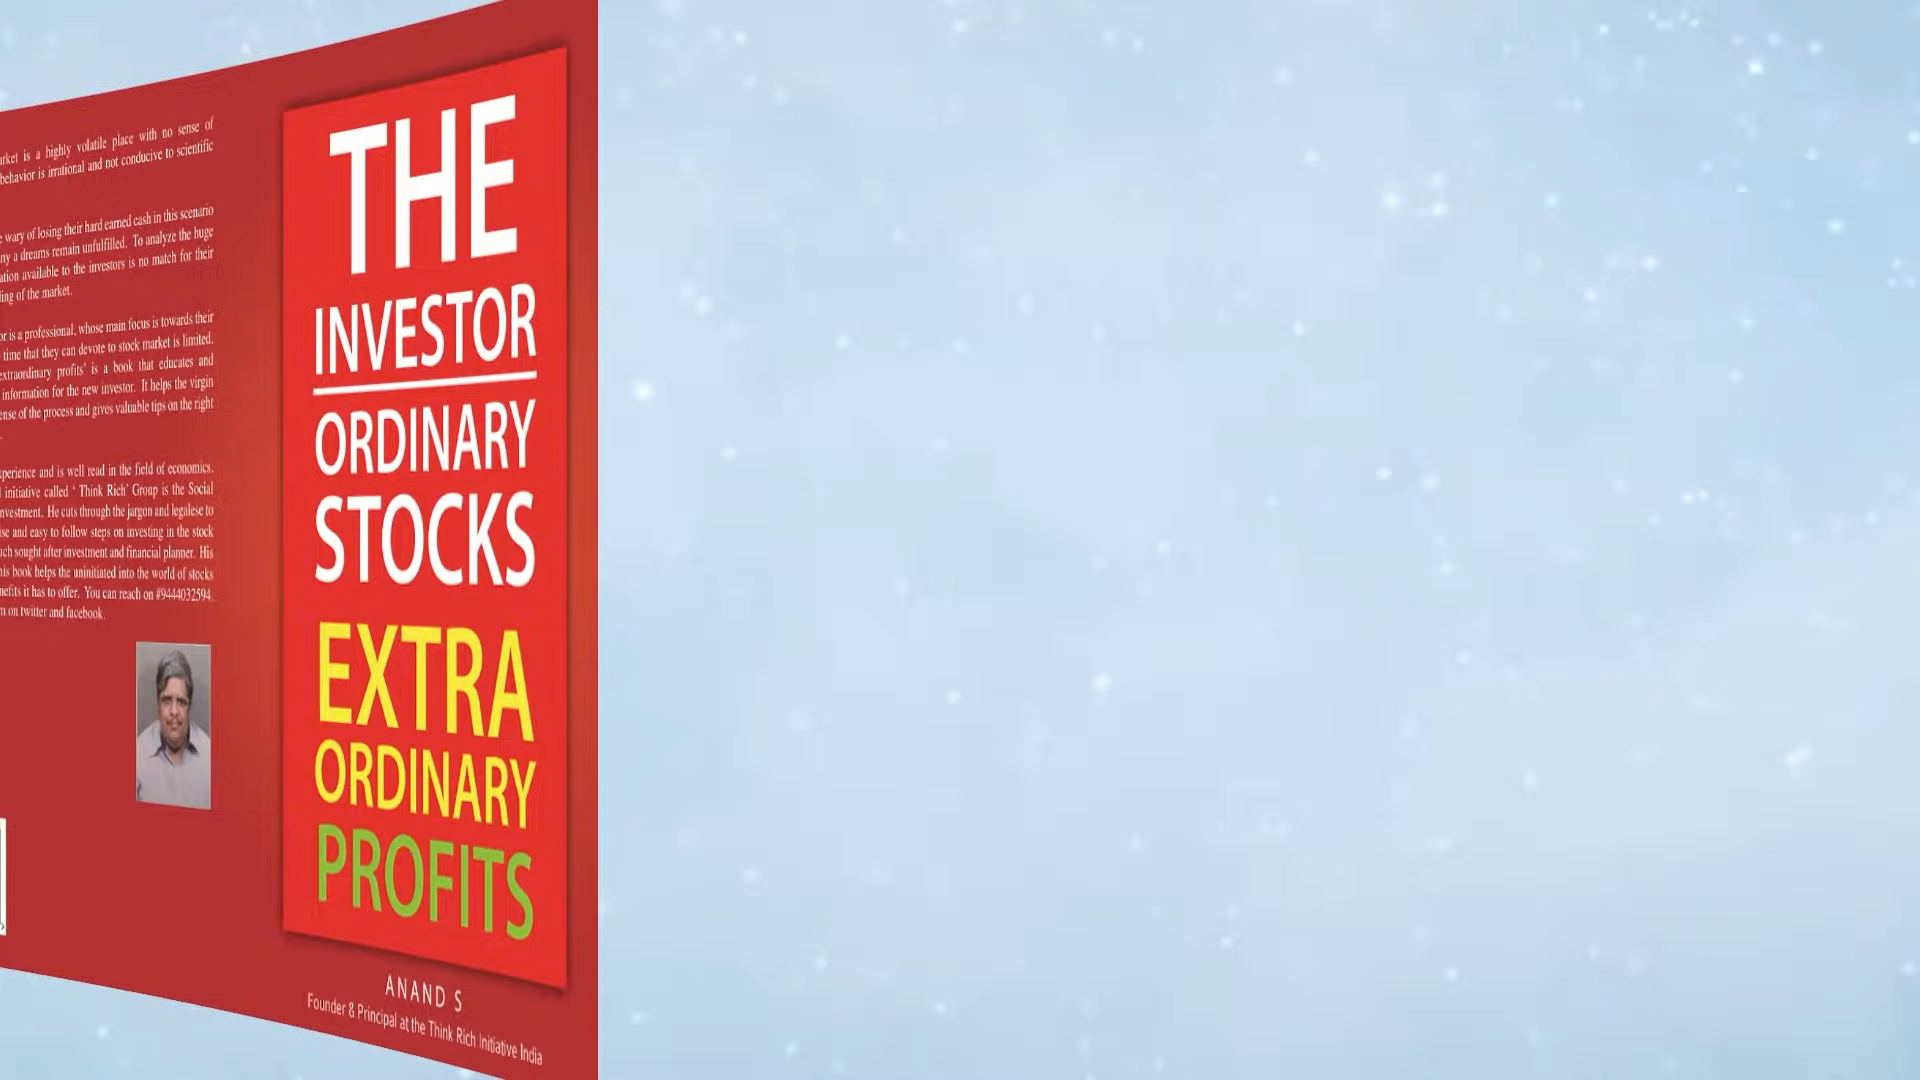 arket is a highly volatile place with no sense of
behavior is irrational and not conducive to scientific
e wary of losing their hard earned cash in this scenario
ny a dreams remain unfulfilled. To analyze the huge
ation available to the investors is no match for their
ing of the market.
or is a professional, whose main focus is towards their
time that they can devote to stock market is limited.
extraordinary profits' is a book that educates and
information for the new investor. It helps the virgin
ense of the process and gives valuable tips on the right
.
xperience and is well read in the field of economics.
l initiative called ' Think Rich' Group is the Social
nvestment. He cuts through the jargon and legalese to
ise and easy to follow steps on investing in the stock
uch sought after investment and financial planner. His
his book helps the uninitiated into the world of stocks
nefits it has to offer. You can reach on #9444032594.
m on twitter and facebook.
THE
INVESTOR
ORDINARY
STOCKS
EXTRA
ORDINARY
PROFITS
ANAND S
Founder & Principal at the Think Rich Initiative India